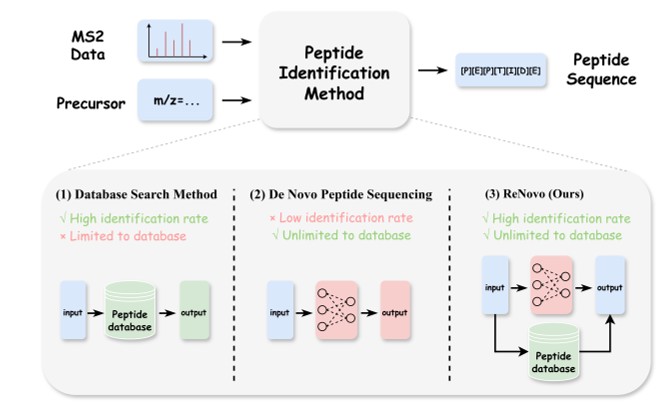 MS2
Data
Precursor
m/z=...
Peptide
Identification
Method
[P][E][P][T][I][D][E]
Peptide
Sequence
(1) Database Search Method
√ High identification rate
× Limited to database
input
Peptide
database
output
(2) De Novo Peptide Sequencing
× Low identification rate
√ Unlimited to database
input
output
(3) ReNovo (Ours)
√ High identification rate
√ Unlimited to database
input
output
Peptide
database